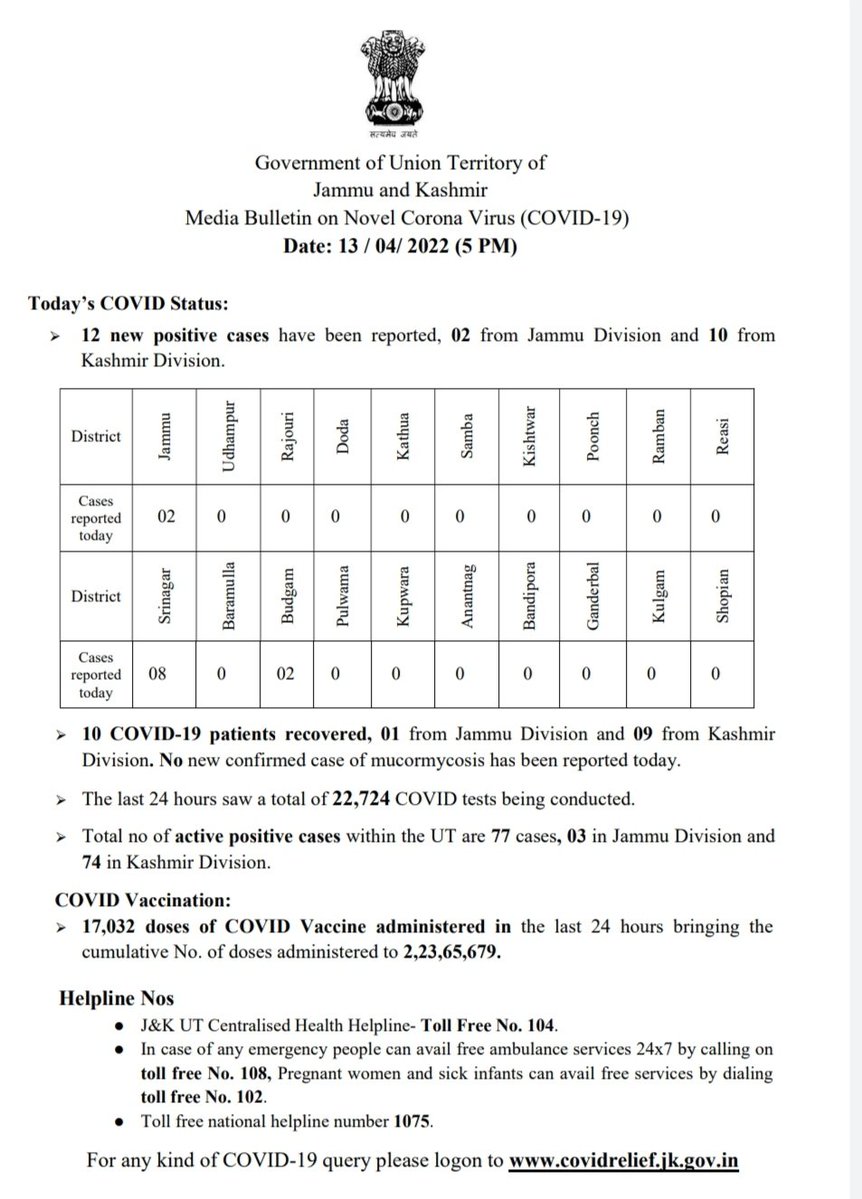 सत्यमेव जयते
Government of Union Territory of
Jammu and Kashmir
Media Bulletin on Novel Corona Virus (COVID-19)
Date: 13 / 04/ 2022 (5 PM)
Today’s COVID Status:
➢ 12 new positive cases have been reported, 02 from Jammu Division and 10 from
Kashmir Division.
District Jammu Udhampur Rajouri Doda Kathua Samba Kishtwar Poonch Ramban Reasi
Cases
reported
today 02 0 0 0 0 0 0 0 0 0
District Srinagar Baramulla Budgam Pulwama Kupwara Anantnag Bandipora Ganderbal Kulgam Shopian
Cases
reported
today 08 0 02 0 0 0 0 0 0 0
➢ 10 COVID-19 patients recovered, 01 from Jammu Division and 09 from Kashmir
Division. No new confirmed case of mucormycosis has been reported today.
➢ The last 24 hours saw a total of 22,724 COVID tests being conducted.
➢ Total no of active positive cases within the UT are 77 cases, 03 in Jammu Division and
74 in Kashmir Division.
COVID Vaccination:
➢ 17,032 doses of COVID Vaccine administered in the last 24 hours bringing the
cumulative No. of doses administered to 2,23,65,679.
Helpline Nos
● J&K UT Centralised Health Helpline- Toll Free No. 104.
● In case of any emergency people can avail free ambulance services 24x7 by calling on
toll free No. 108, Pregnant women and sick infants can avail free services by dialing
toll free No. 102.
● Toll free national helpline number 1075.
For any kind of COVID-19 query please logon to www.covidrelief.jk.gov.in